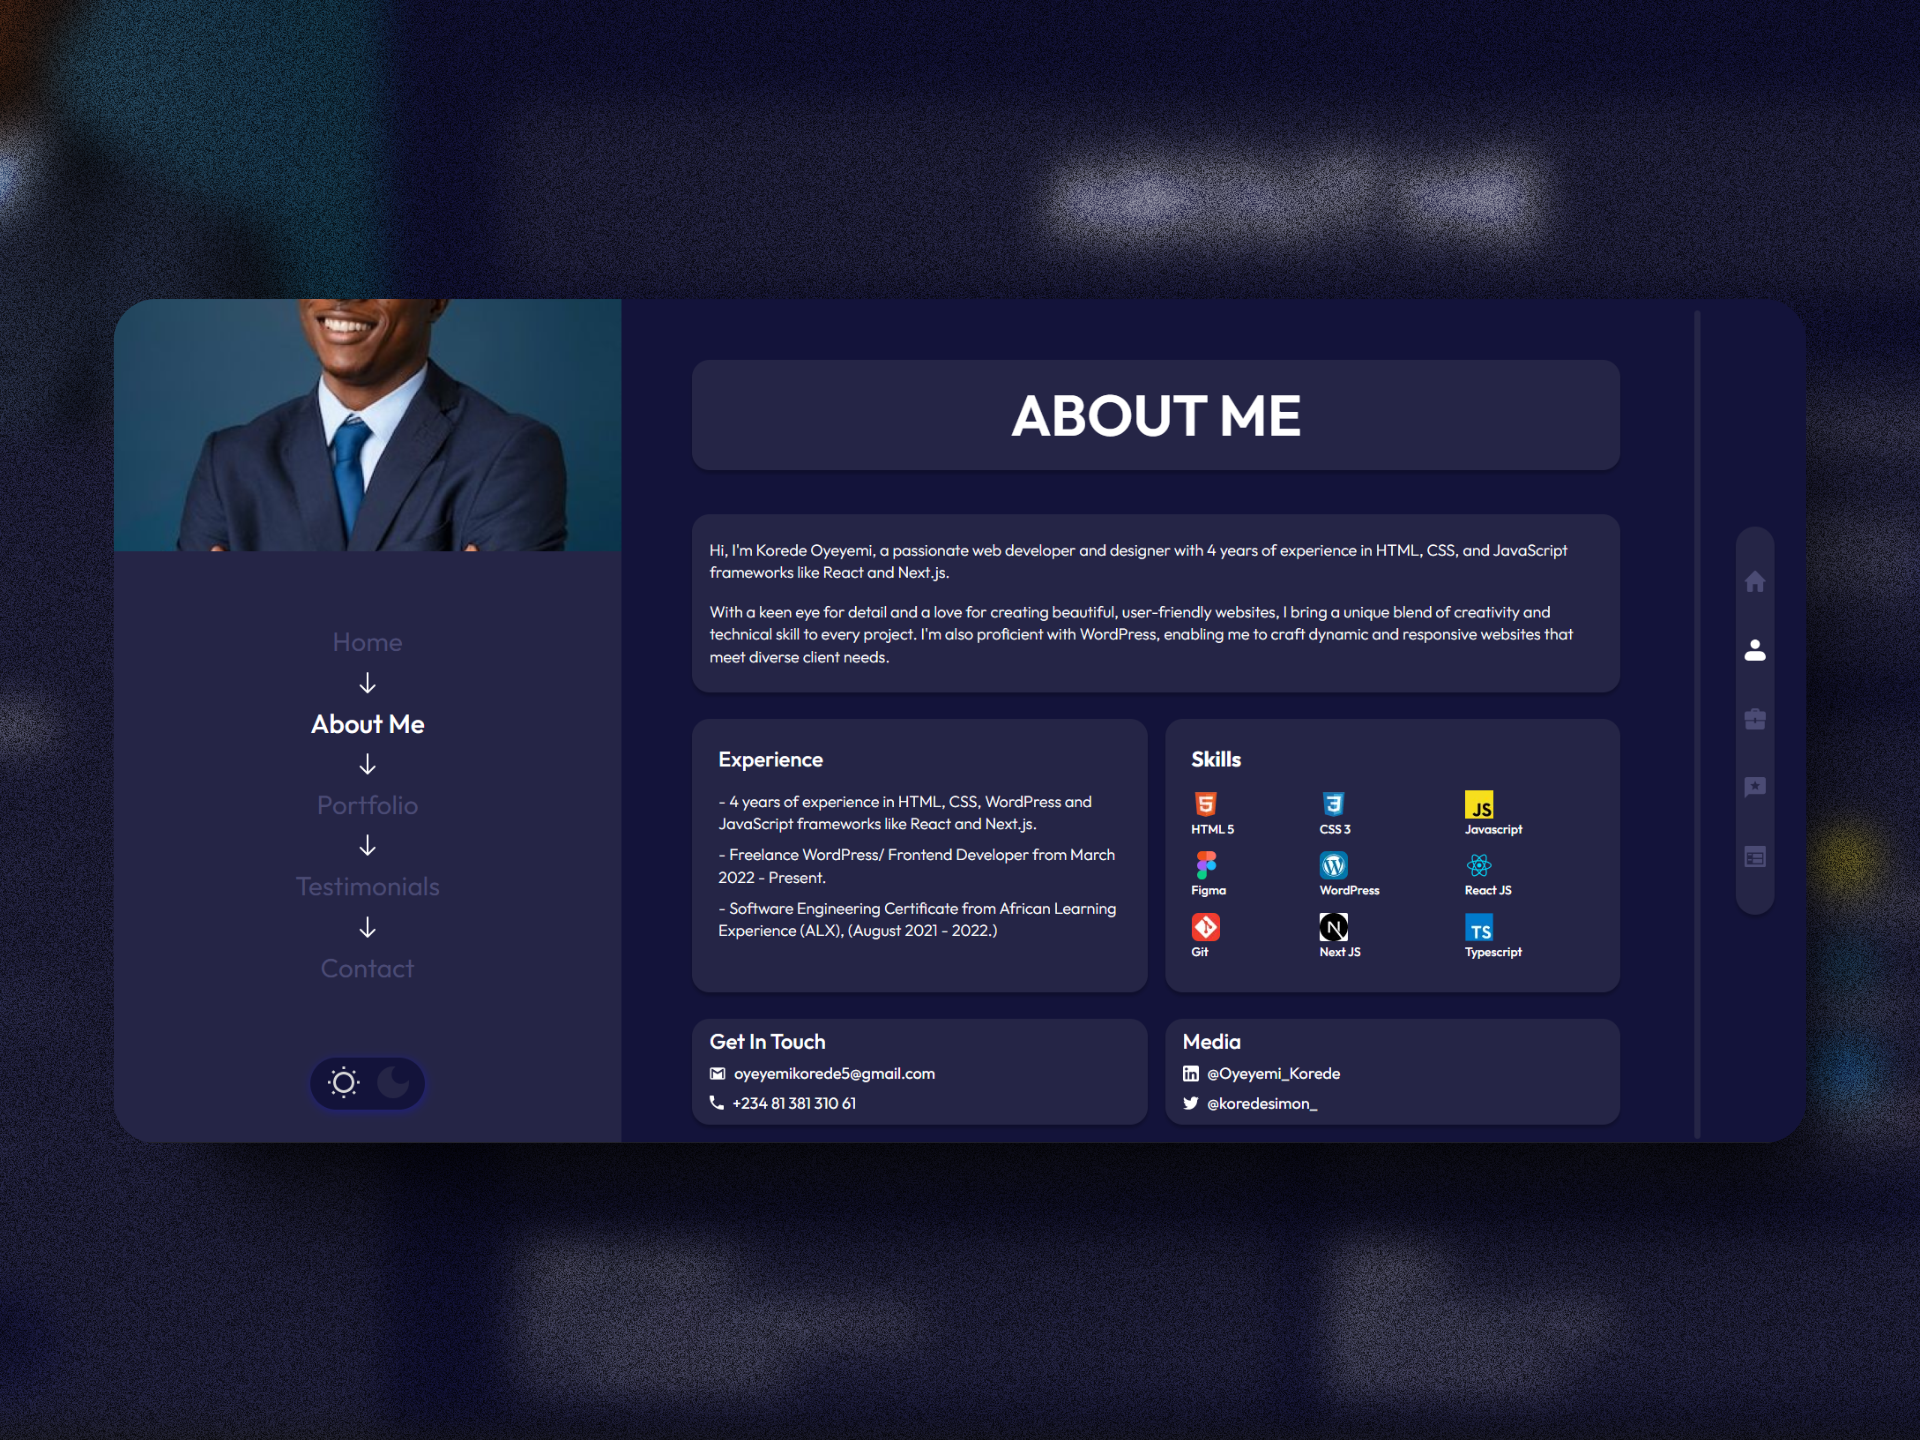 Home
About Me
Portfolio
Testimonials
Contact
ABOUT ME
Hi, I'm Korede Oyeyemi, a passionate web developer and designer with 4 years of experience in HTML, CSS, and JavaScript
frameworks like React and Next.js.
With a keen eye for detail and a love for creating beautiful, user-friendly websites, I bring a unique blend of creativity and
technical skill to every project. I'm also proficient with WordPress, enabling me to craft dynamic and responsive websites that
meet diverse client needs.
Experience
- 4 years of experience in HTML, CSS, WordPress and
JavaScript frameworks like React and Next.js.
- Freelance WordPress/ Frontend Developer from March
2022 - Present.
- Software Engineering Certificate from African Learning
Experience (ALX), (August 2021 - 2022.)
Skills
5 3 JS
HTML 5 CSS 3 Javascript
Figma WordPress React JS
N TS
Git Next JS Typescript
Get In Touch
oyeyemikorede5@gmail.com
+234 81 381 310 61
Media
in @Oyeyemi_Korede
@koredesimon_